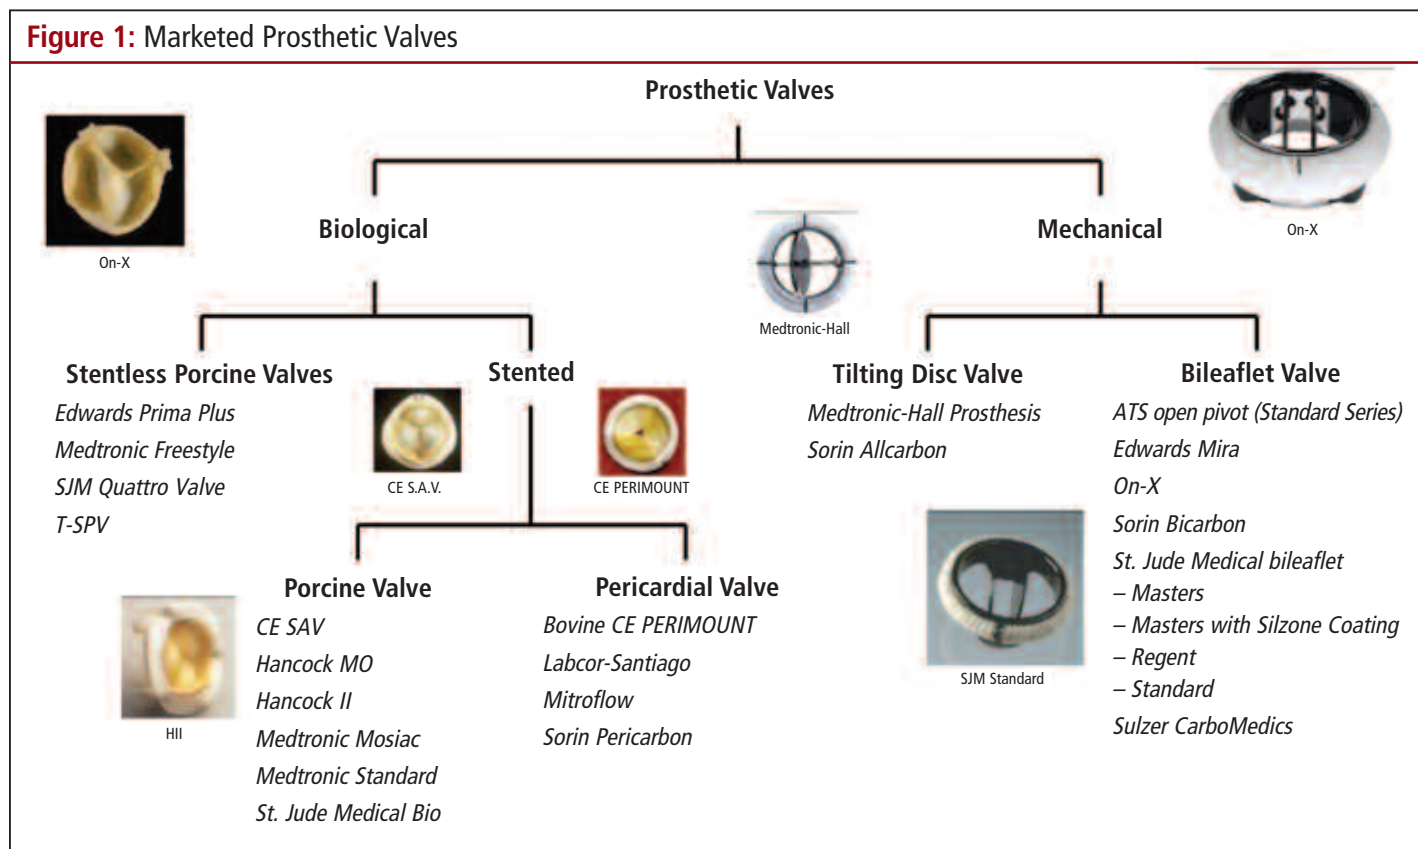 Figure 1: Marketed Prosthetic Valves
Prosthetic Valves
On-X
Biological
Medtronic-Hall
Mechanical
On-X
Stentless Porcine Valves
Edwards Prima Plus
Medtronic Freestyle
SJM Quattro Valve
T-SPV
Stented
CE S.A.V.
CE PERIMOUNT
HII
Porcine Valve
CE SAV
Hancock MO
Hancock II
Medtronic Mosiac
Medtronic Standard
St. Jude Medical Bio
Pericardial Valve
Bovine CE PERIMOUNT
Labcor-Santiago
Mitroflow
Sorin Pericarbon
Tilting Disc Valve
Medtronic-Hall Prosthesis
Sorin Allcarbon
SJM Standard
Bileaflet Valve
ATS open pivot (Standard Series)
Edwards Mira
On-X
Sorin Bicarbon
St. Jude Medical bileaflet
– Masters
– Masters with Silzone Coating
– Regent
– Standard
Sulzer CarboMedics